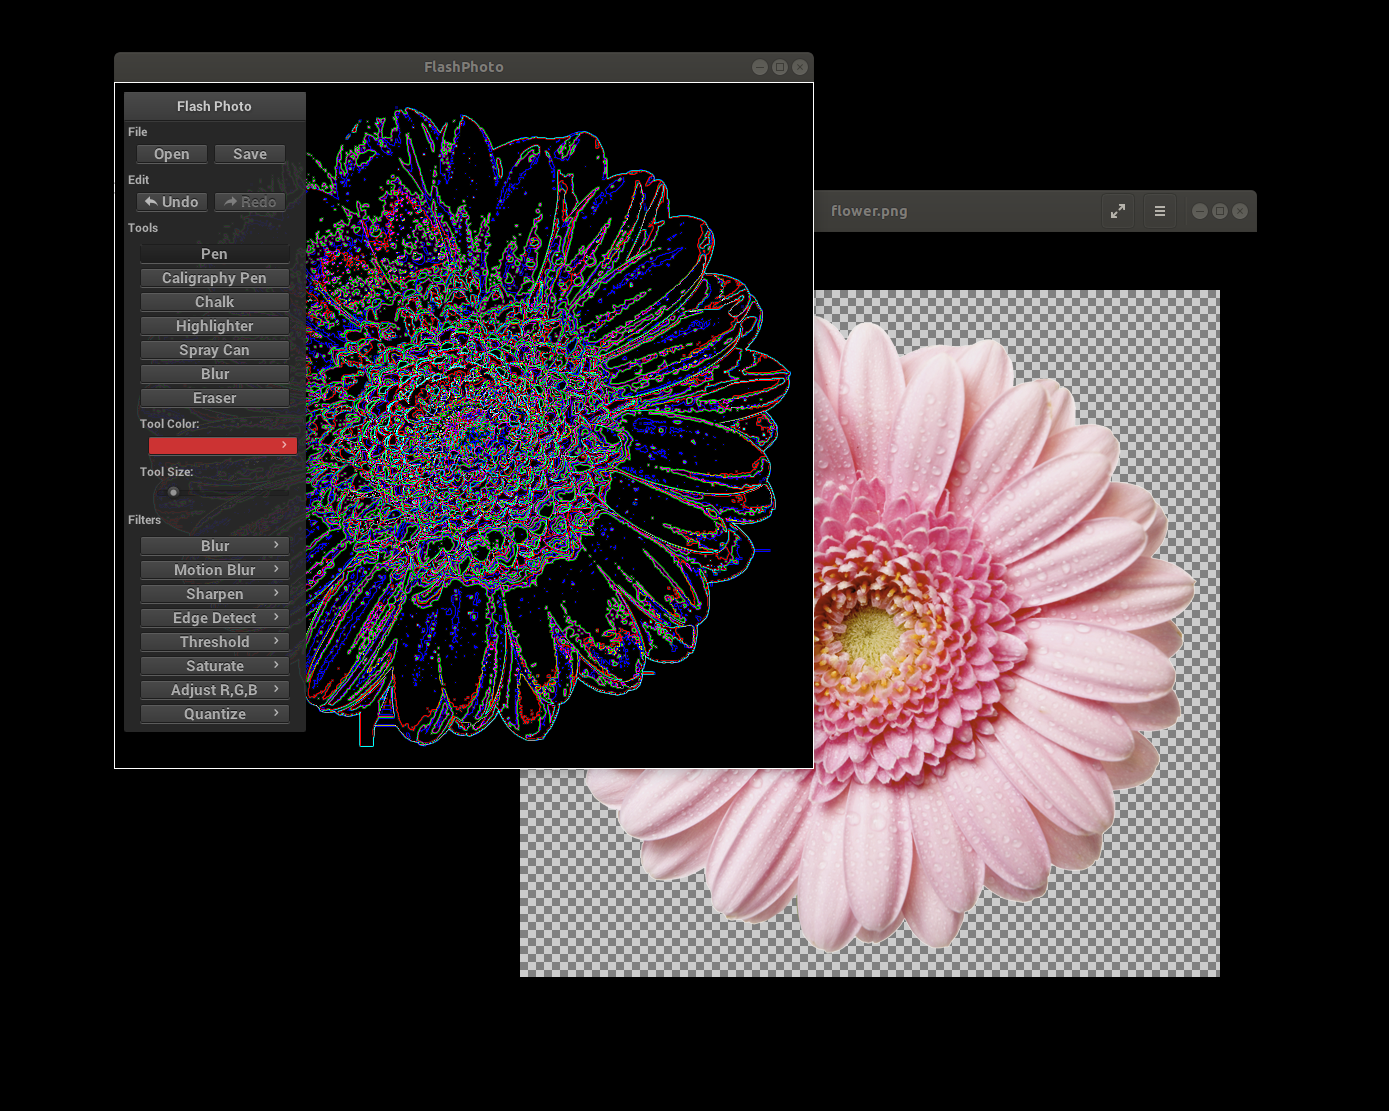 FlashPhoto
Flash Photo
File
Open Save
Edit
Undo Redo
Tools
Pen
Caligraphy Pen
Chalk
Highlighter
Spray Can
Blur
Eraser
Tool Color:
Tool Size:
Filters
Blur
Motion Blur
Sharpen
Edge Detect
Threshold
Saturate
Adjust R,G,B
Quantize
flower.png